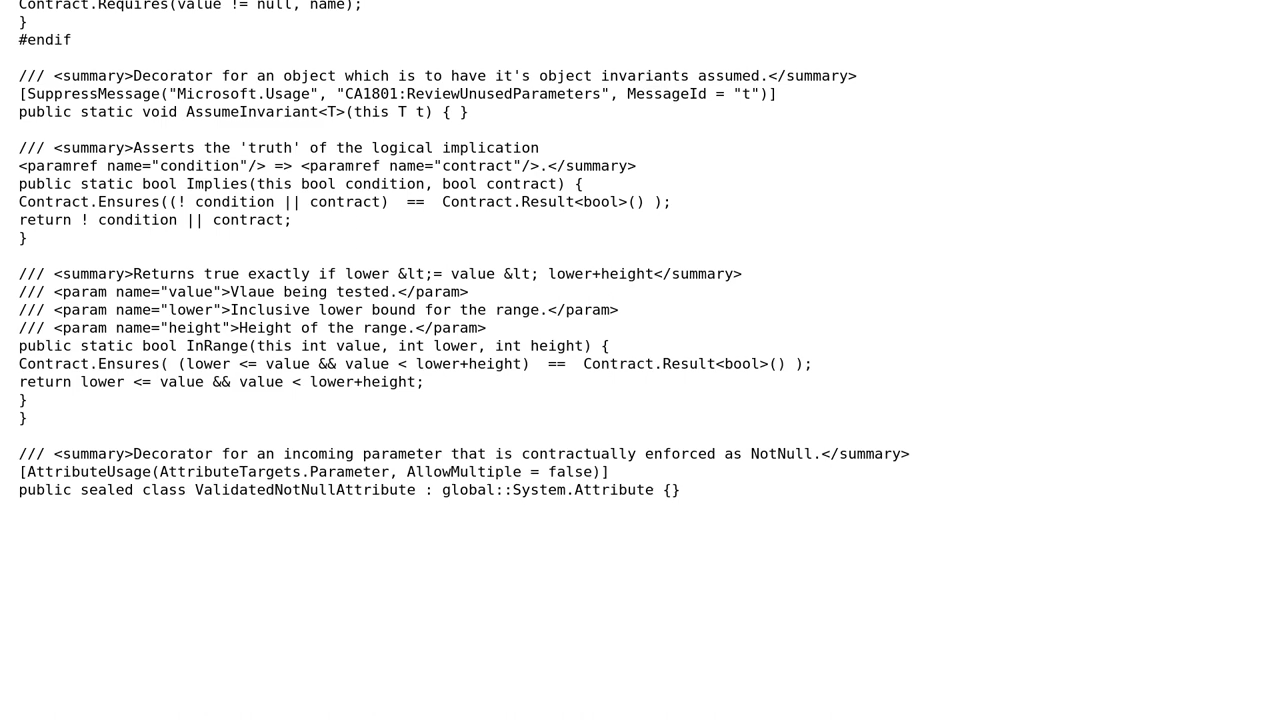 Contract.Requires(value != null, name);
}
#endif
/// <summary>Decorator for an object which is to have it's object invariants assumed.</summary>
[SuppressMessage("Microsoft.Usage", "CA1801:ReviewUnusedParameters", MessageId = "t")]
public static void AssumeInvariant<T>(this T t) { }
/// <summary>Asserts the 'truth' of the logical implication
<paramref name="condition"/> => <paramref name="contract"/>.</summary>
public static bool Implies(this bool condition, bool contract) {
Contract.Ensures((! condition || contract)  ==  Contract.Result<bool>() );
return ! condition || contract;
}
/// <summary>Returns true exactly if lower &lt;= value &lt; lower+height</summary>
/// <param name="value">Vlaue being tested.</param>
/// <param name="lower">Inclusive lower bound for the range.</param>
/// <param name="height">Height of the range.</param>
public static bool InRange(this int value, int lower, int height) {
Contract.Ensures( (lower <= value && value < lower+height)  ==  Contract.Result<bool>() );
return lower <= value && value < lower+height;
}
}
/// <summary>Decorator for an incoming parameter that is contractually enforced as NotNull.</summary>
[AttributeUsage(AttributeTargets.Parameter, AllowMultiple = false)]
public sealed class ValidatedNotNullAttribute : global::System.Attribute {}